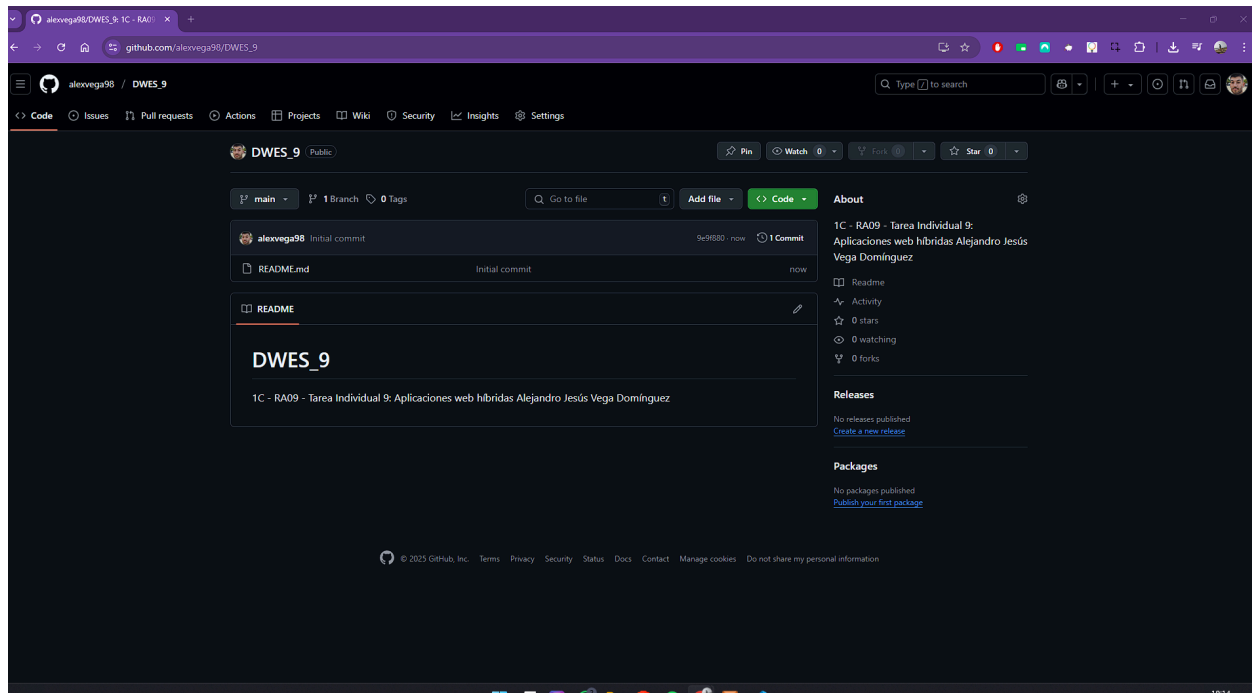 alexvega98/DWES_9: 1C - RA0
github.com/alexvega98/DWES_9
alexvega98 / DWES_9
Type / to search
Code Issues Pull requests Actions Projects Wiki Security Insights Settings
DWES_9 Public
Pin Watch 0 Fork 0 Star 0
main 1 Branch 0 Tags
Go to file t
Add file Code
alexvega98 Initial commit
9e9f880 · now 1 Commit
README.md Initial commit now
README
DWES_9
1C - RA09 - Tarea Individual 9: Aplicaciones web híbridas Alejandro Jesús Vega Domínguez
About
1C - RA09 - Tarea Individual 9:
Aplicaciones web híbridas Alejandro Jesús
Vega Domínguez
Readme
Activity
0 stars
0 watching
0 forks
Releases
No releases published
Create a new release
Packages
No packages published
Publish your first package
© 2025 GitHub, Inc. Terms Privacy Security Status Docs Contact Manage cookies Do not share my personal information